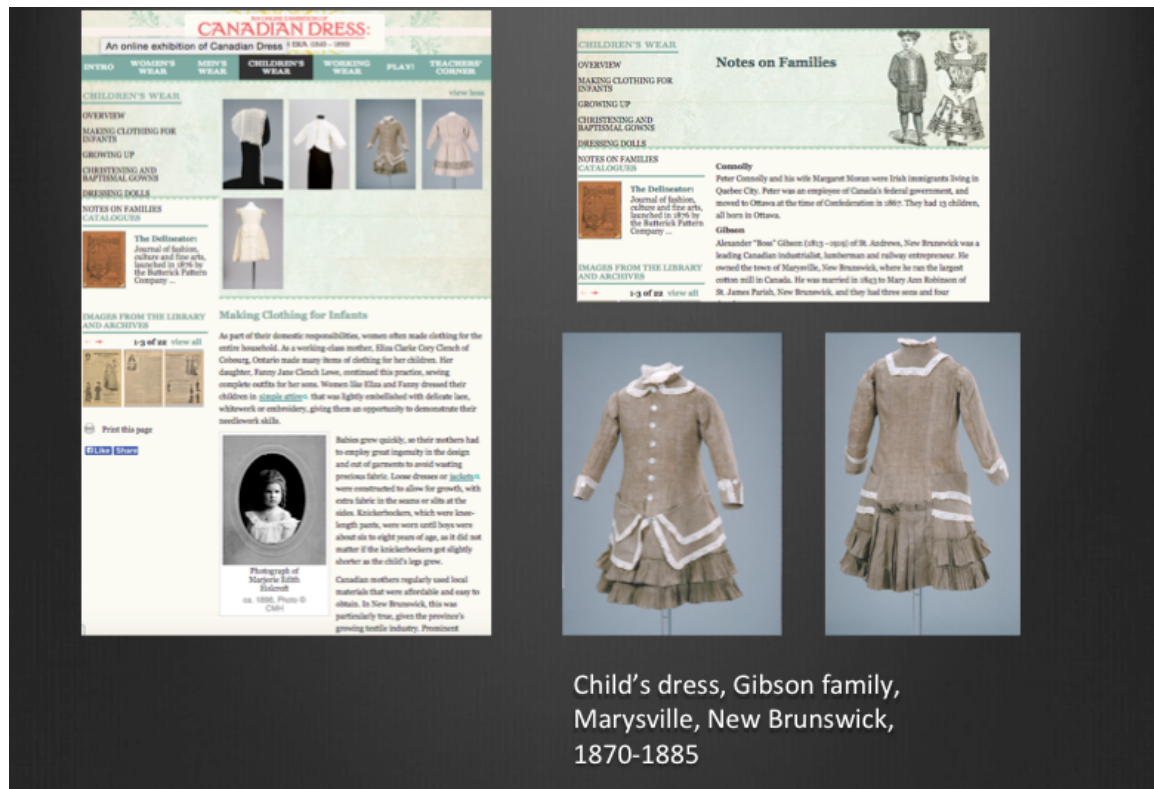 AN ONLINE EXHIBITION OF
CANADIAN DRESS:
An online exhibition of Canadian Dress
INTRO
WOMEN'S WEAR
MEN'S WEAR
CHILDREN'S WEAR
WORKING WEAR
PLAY!
TEACHERS' CORNER
CHILDREN'S WEAR
view less
OVERVIEW
MAKING CLOTHING FOR
INFANTS
GROWING UP
CHRISTENING AND
BAPTISMAL GOWNS
DRESSING DOLLS
NOTES ON FAMILIES
CATALOGUES
The Delineator:
Journal of fashion,
culture and fine arts,
launched in 1876 by
the Butterick Pattern
Company ...
IMAGES FROM THE LIBRARY
AND ARCHIVES
1-3 of 22 view all
Print this page
Like Share
Making Clothing for Infants
As part of their domestic responsibilities, women often made clothing for the
entire household. As a working-class mother, Eliza Clarke Cory Clench of
Cobourg, Ontario made many items of clothing for her children. Her
daughter, Fanny Jane Clench Lowe, continued this practice, sewing
complete outfits for her sons. Women like Eliza and Fanny dressed their
children in simple attire that was lightly embellished with delicate lace,
whitework or embroidery, giving them an opportunity to demonstrate their
needlework skills.
Babies grew quickly, so their mothers had
to employ great ingenuity in the design
and cut of garments to avoid wasting
precious fabric. Loose dresses or jackets
were constructed to allow for growth, with
extra fabric in the seams or slits at the
sides. Knickerbockers, which were knee-
length pants, were worn until boys were
about six to eight years of age, as it did not
matter if the knickerbockers got slightly
shorter as the child's legs grew.
Canadian mothers regularly used local
materials that were affordable and easy to
obtain. In New Brunswick, this was
particularly true, given the province's
growing textile industry. Prominent
Photograph of
Marjorie Edith
Holcroft
ca. 1898, Photo ©
CMH
CHILDREN'S WEAR
OVERVIEW
MAKING CLOTHING FOR
INFANTS
GROWING UP
CHRISTENING AND
BAPTISMAL GOWNS
DRESSING DOLLS
NOTES ON FAMILIES
CATALOGUES
The Delineator:
Journal of fashion,
culture and fine arts,
launched in 1876 by
the Butterick Pattern
Company ...
IMAGES FROM THE LIBRARY
AND ARCHIVES
1-3 of 22 view all
Notes on Families
Connolly
Peter Connolly and his wife Margaret Moran were Irish immigrants living in
Quebec City. Peter was an employee of Canada's federal government, and
moved to Ottawa at the time of Confederation in 1867. They had 13 children,
all born in Ottawa.
Gibson
Alexander "Boss" Gibson (1813–1919) of St. Andrews, New Brunswick was a
leading Canadian industrialist, lumberman and railway entrepreneur. He
owned the town of Marysville, New Brunswick, where he ran the largest
cotton mill in Canada. He was married in 1843 to Mary Ann Robinson of
St. James Parish, New Brunswick, and they had three sons and four
Child's dress, Gibson family,
Marysville, New Brunswick,
1870-1885